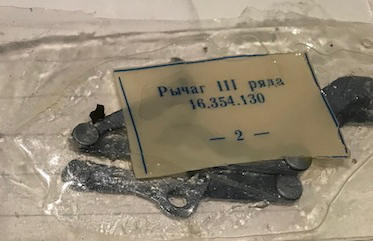 Рычаг III ряда
16.354.130
— 2 —